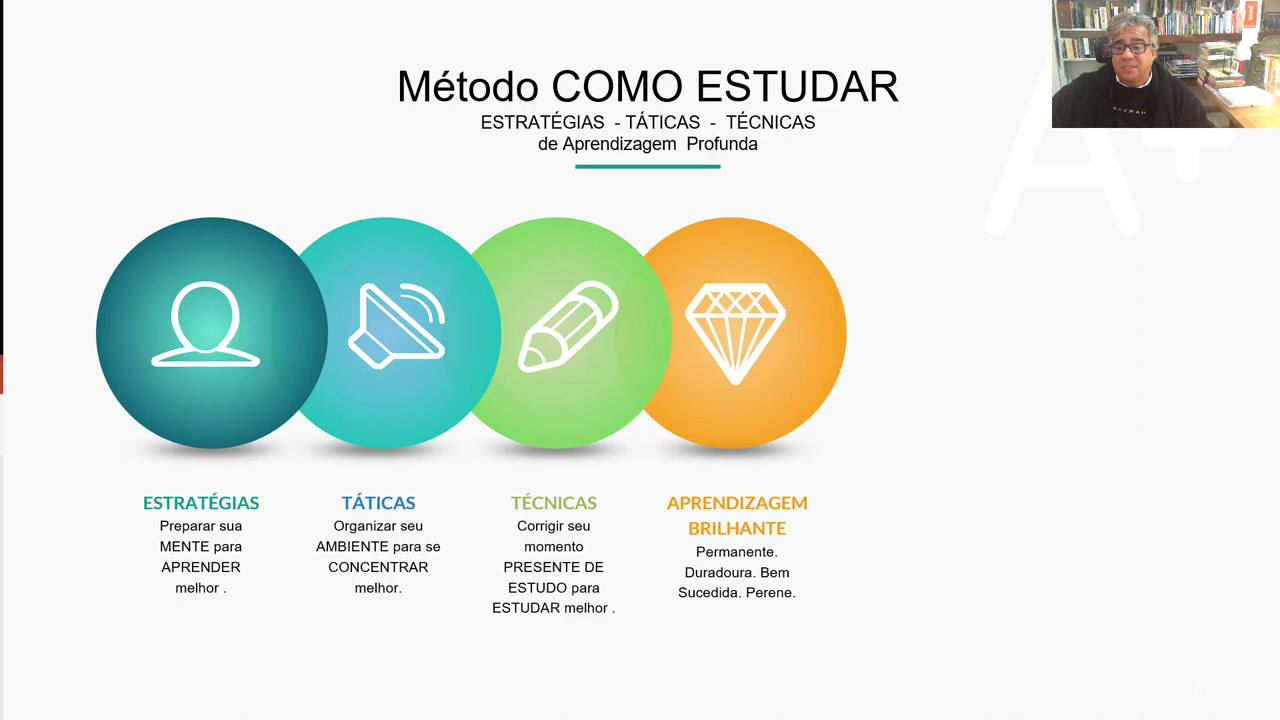 Método COMO ESTUDAR
ESTRATÉGIAS - TÁTICAS - TÉCNICAS
de Aprendizagem Profunda
A+
ESTRATÉGIAS
Preparar sua
MENTE para
APRENDER
melhor .
TÁTICAS
Organizar seu
AMBIENTE para se
CONCENTRAR
melhor.
TÉCNICAS
Corrigir seu
momento
PRESENTE DE
ESTUDO para
ESTUDAR melhor .
APRENDIZAGEM
BRILHANTE
Permanente.
Duradoura. Bem
Sucedida. Perene.